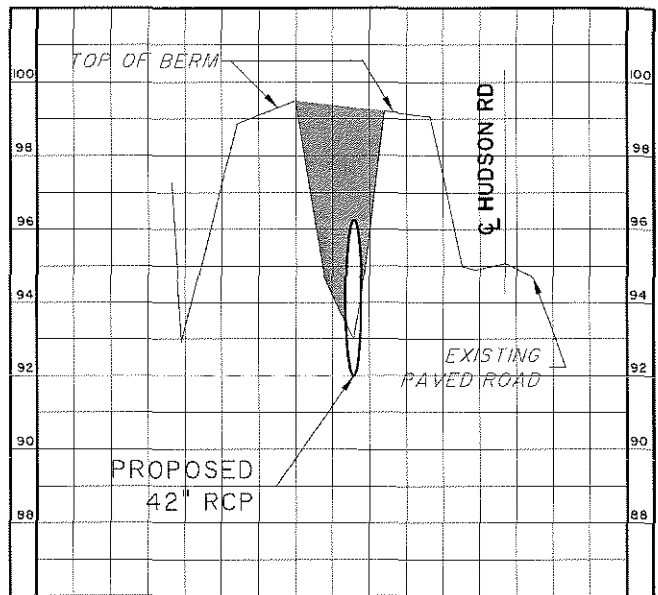 TOP OF BERM
100
98
96
94
92
90
88
100
98
96
94
92
90
88
℄ HUDSON RD
EXISTING
PAVED ROAD
PROPOSED
42" RCP